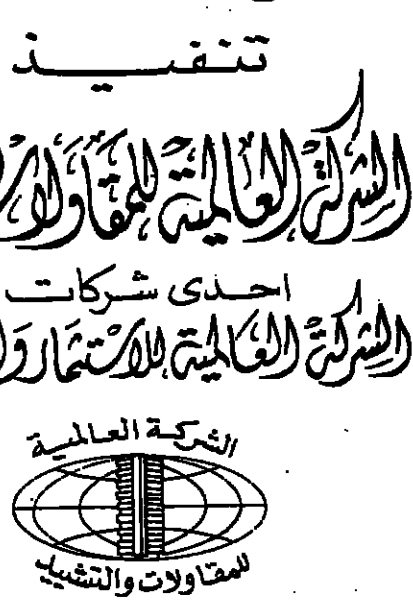 تنفيذ
الشركة العالمية للمقاولات
احدى شركات
الشركة العالمية للاستثمار
الشركة العالمية
للمقاولات والتشييد